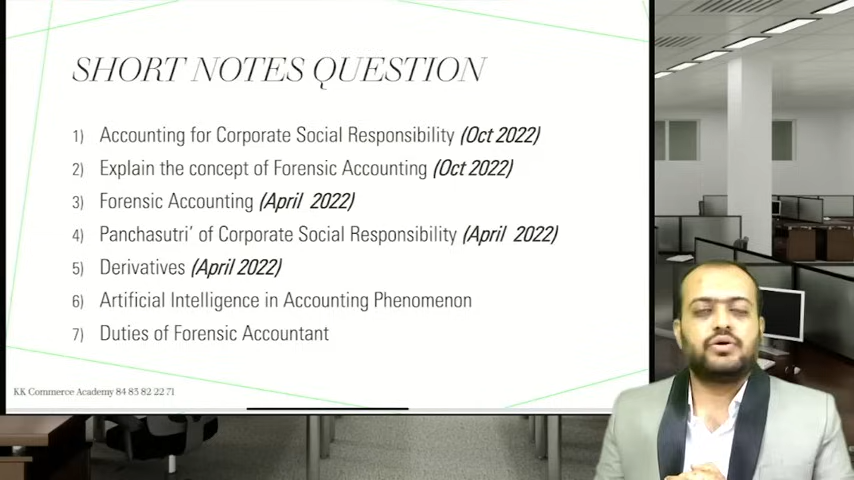 SHORT NOTES QUESTION
1) Accounting for Corporate Social Responsibility (Oct 2022)
2) Explain the concept of Forensic Accounting (Oct 2022)
3) Forensic Accounting (April 2022)
4) Panchasutri’ of Corporate Social Responsibility (April 2022)
5) Derivatives (April 2022)
6) Artificial Intelligence in Accounting Phenomenon
7) Duties of Forensic Accountant
KK Commerce Academy 84 83 82 22 71